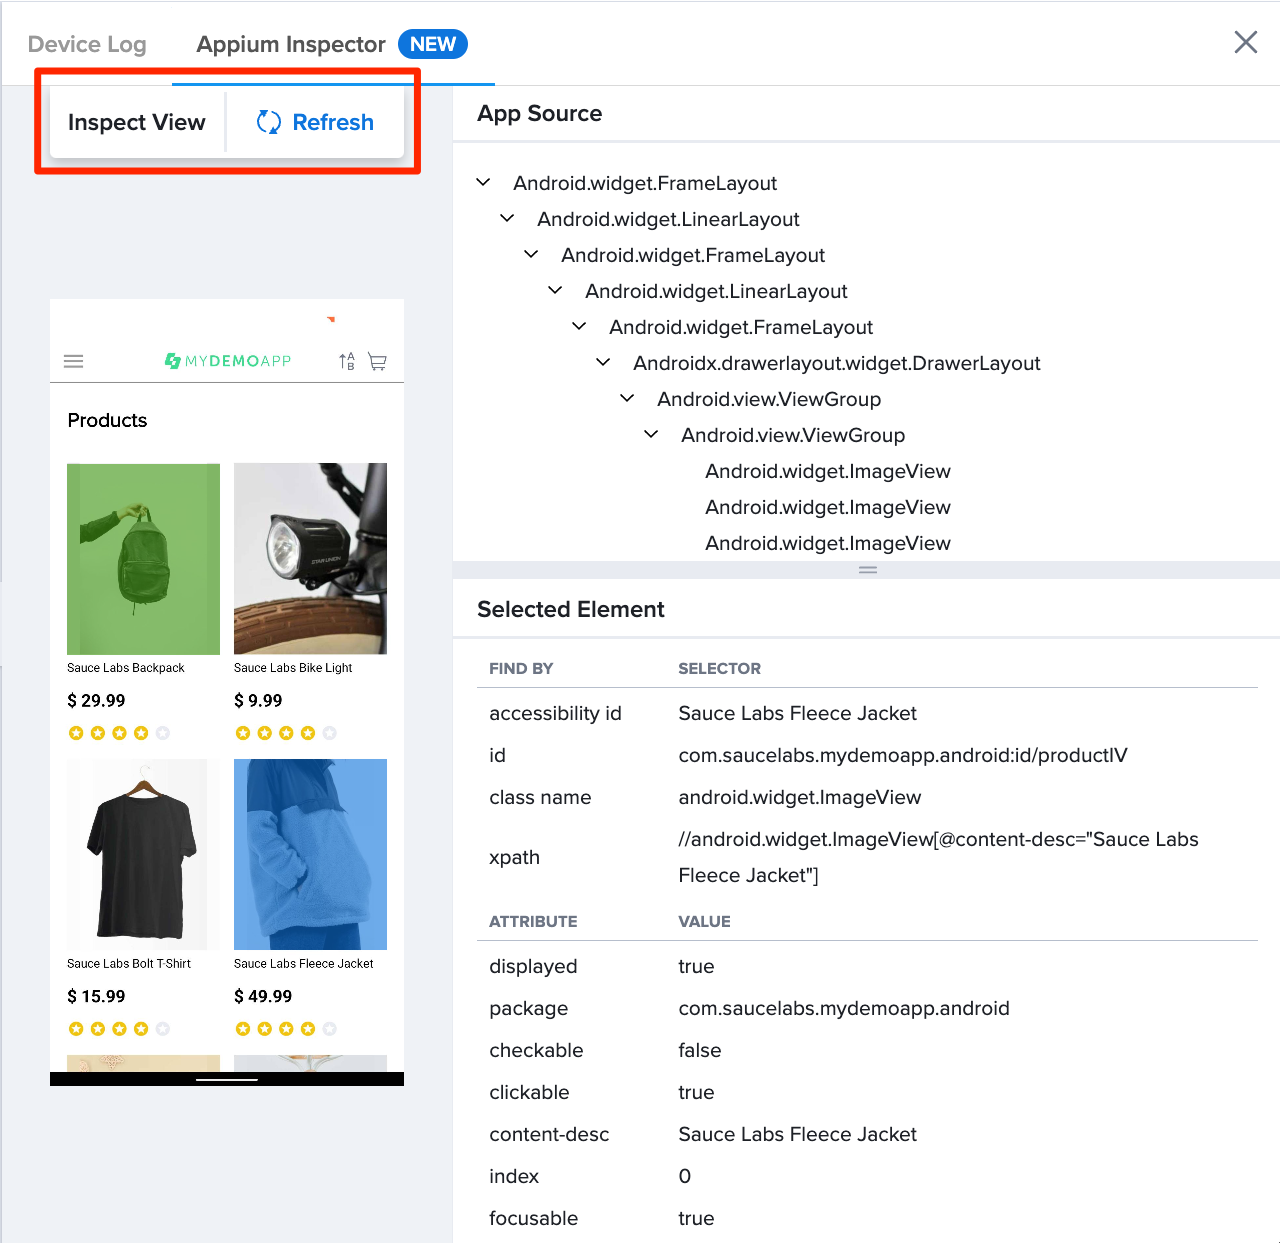 Device Log
Appium Inspector
NEW
Inspect View
Refresh
MYDEMOAPP
A
B
Products
STAR UNION
Sauce Labs Backpack
Sauce Labs Bike Light
$ 29.99
$ 9.99
Sauce Labs Bolt T-Shirt
Sauce Labs Fleece Jacket
$ 15.99
$ 49.99
App Source
Android.widget.FrameLayout
Android.widget.LinearLayout
Android.widget.FrameLayout
Android.widget.LinearLayout
Android.widget.FrameLayout
Androidx.drawerlayout.widget.DrawerLayout
Android.view.ViewGroup
Android.view.ViewGroup
Android.widget.ImageView
Android.widget.ImageView
Android.widget.ImageView
Selected Element
FIND BY SELECTOR
accessibility id Sauce Labs Fleece Jacket
id com.saucelabs.mydemoapp.android:id/productIV
class name android.widget.ImageView
xpath //android.widget.ImageView[@content-desc="Sauce Labs
Fleece Jacket"]
ATTRIBUTE VALUE
displayed true
package com.saucelabs.mydemoapp.android
checkable false
clickable true
content-desc Sauce Labs Fleece Jacket
index 0
focusable true